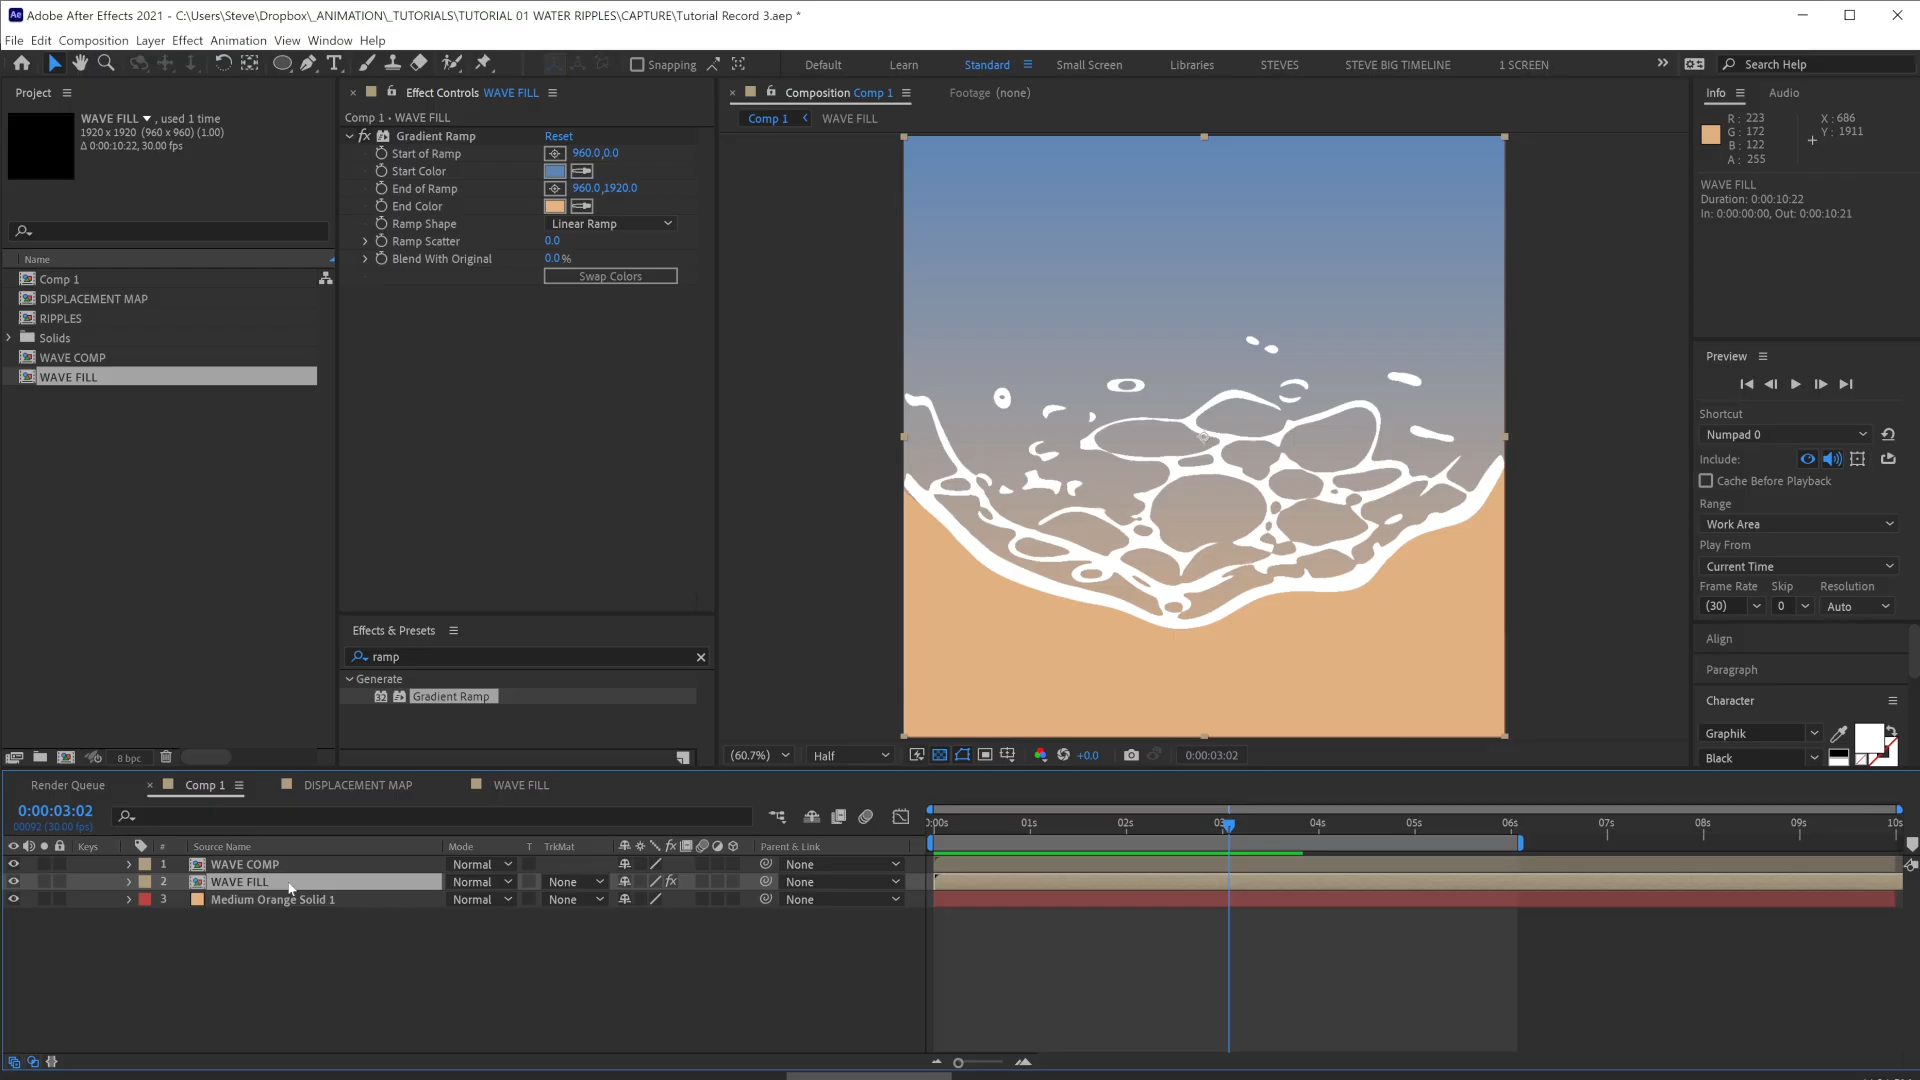 Adobe After Effects 2021 - C:\Users\Steve\Dropbox\_ANIMATION\_TUTORIALS\TUTORIAL 01 WATER RIPPLES\CAPTURE\Tutorial Record 3.aep *
File Edit Composition Layer Effect Animation View Window Help
Snapping
Default Learn Standard Small Screen Libraries STEVES STEVE BIG TIMELINE 1 SCREEN
Search Help
Project
WAVE FILL , used 1 time
1920 x 1920 (960 x 960) (1.00)
Δ 0:00:10:22, 30.00 fps
Name
Comp 1
DISPLACEMENT MAP
RIPPLES
Solids
WAVE COMP
WAVE FILL
8 bpc
Effect Controls WAVE FILL
Comp 1 • WAVE FILL
fx Gradient Ramp Reset
Start of Ramp 960.0,0.0
Start Color
End of Ramp 960.0,1920.0
End Color
Ramp Shape Linear Ramp
Ramp Scatter 0.0
Blend With Original 0.0 %
Swap Colors
Effects & Presets
ramp
Generate
32 Gradient Ramp
Composition Comp 1
Footage (none)
Comp 1 WAVE FILL
(60.7%) Half +0.0 0:00:03:02
Info Audio
R : 223
G : 172
B : 122
A : 255
X : 686
Y : 1911
WAVE FILL
Duration: 0:00:10:22
In: 0:00:00:00, Out: 0:00:10:21
Preview
Shortcut
Numpad 0
Include:
Cache Before Playback
Range
Work Area
Play From
Current Time
Frame Rate Skip Resolution
(30) 0 Auto
Align
Paragraph
Character
Graphik
Black
Render Queue Comp 1 DISPLACEMENT MAP WAVE FILL
0:00:03:02
00092 (30.00 fps)
Keys # Source Name Mode T TrkMat fx Parent & Link
1 WAVE COMP Normal None
2 WAVE FILL Normal None fx None
3 Medium Orange Solid 1 Normal None None
):00s 01s 02s 03s 04s 05s 06s 07s 08s 09s 10s